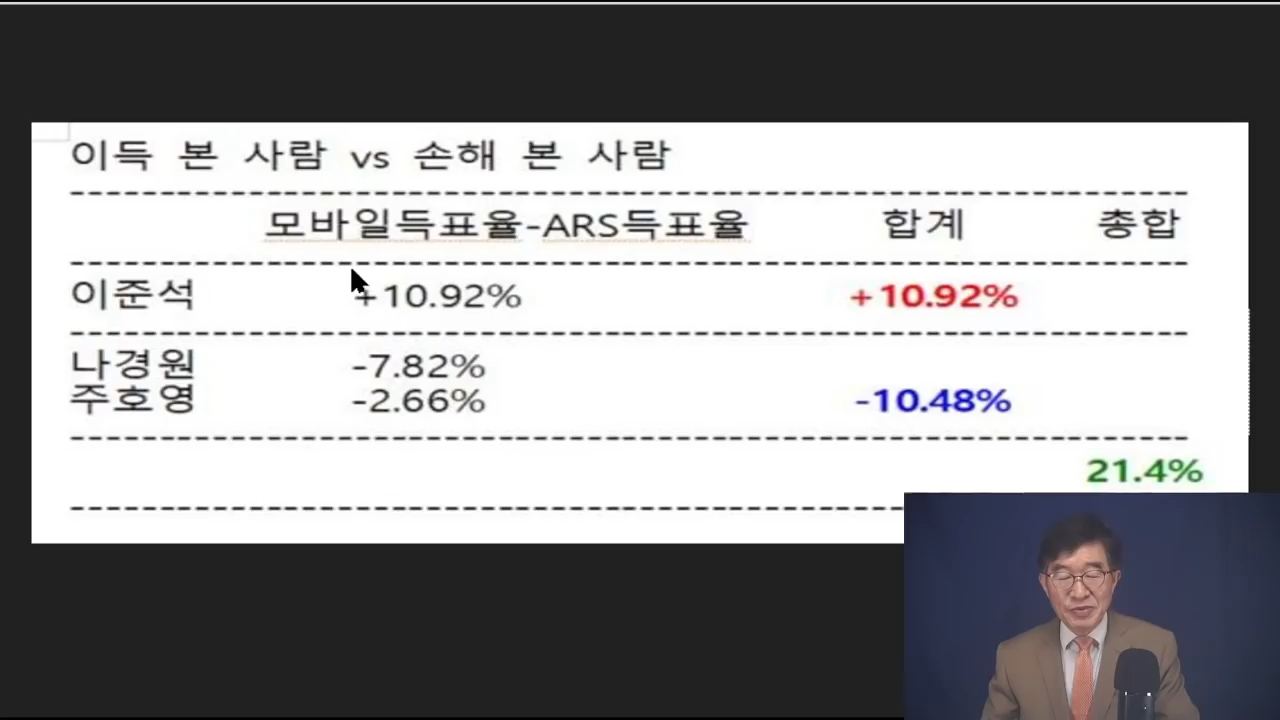 이득 본 사람 vs 손해 본 사람
모바일득표율-ARS득표율 합계 총합
이준석 +10.92% +10.92%
나경원 -7.82%
주호영 -2.66% -10.48%
21.4%